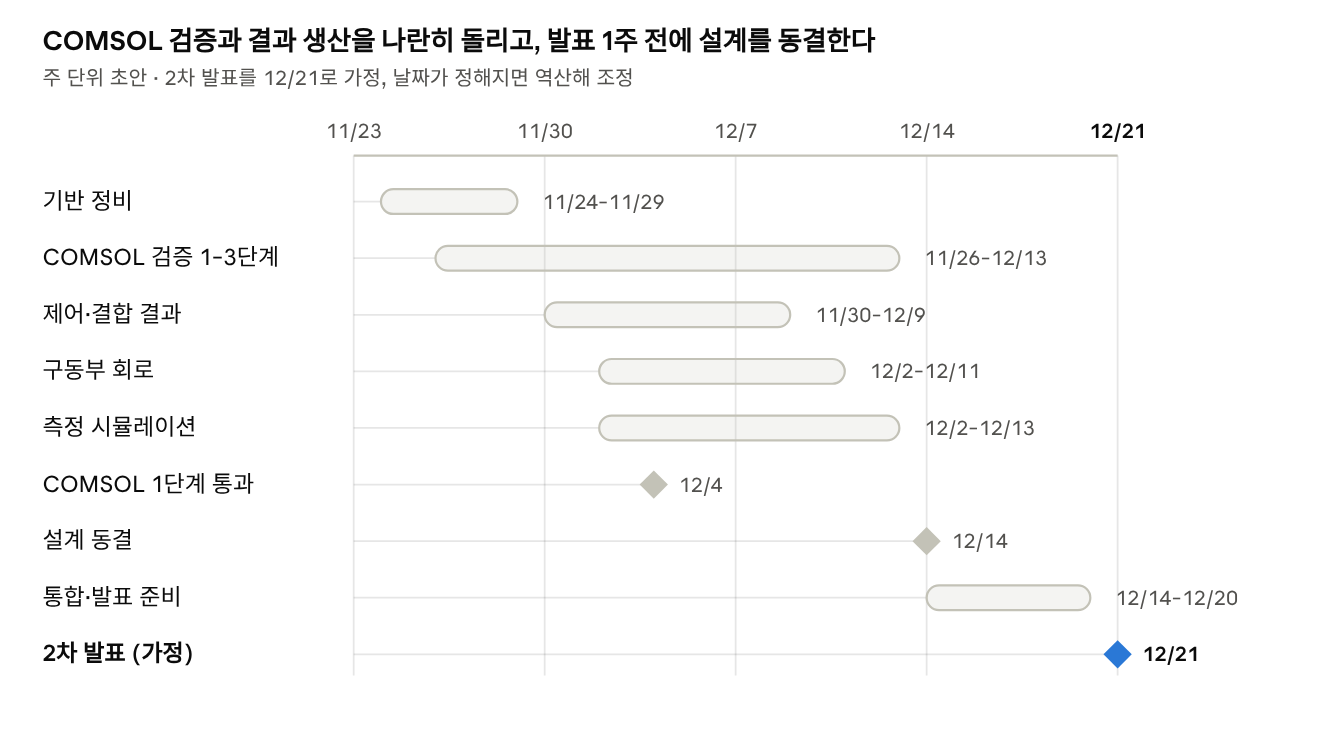 COMSOL 검증과 결과 생산을 나란히 돌리고, 발표 1주 전에 설계를 동결한다
주 단위 초안 · 2차 발표를 12/21로 가정, 날짜가 정해지면 역산해 조정
11/23 11/30 12/7 12/14 12/21
기반 정비 11/24–11/29
COMSOL 검증 1–3단계 11/26–12/13
제어·결합 결과 11/30–12/9
구동부 회로 12/2–12/11
측정 시뮬레이션 12/2–12/13
COMSOL 1단계 통과 12/4
설계 동결 12/14
통합·발표 준비 12/14–12/20
2차 발표 (가정) 12/21